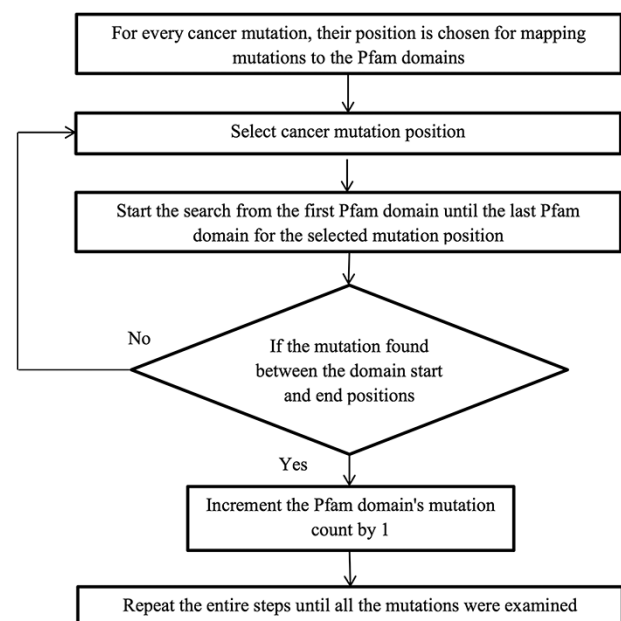 For every cancer mutation, their position is chosen for mapping
mutations to the Pfam domains
Select cancer mutation position
Start the search from the first Pfam domain until the last Pfam
domain for the selected mutation position
No
If the mutation found
between the domain start
and end positions
Yes
Increment the Pfam domain's mutation
count by 1
Repeat the entire steps until all the mutations were examined